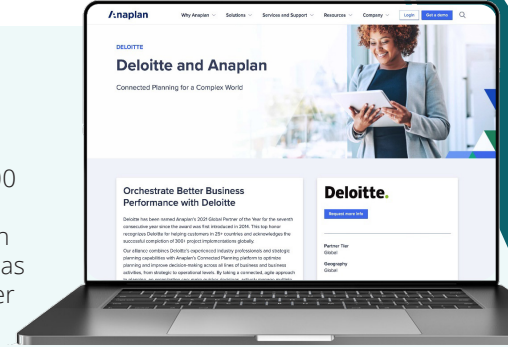 Anaplan
Why Anaplan
Solutions
Services and Support
Resources
Company
Login
Get a demo
DELOITTE
Deloitte and Anaplan
Connected Planning for a Complex World
Orchestrate Better Business
Performance with Deloitte
Deloitte has been named Anaplan's 2021 Global Partner of the Year for the seventh
consecutive year since the award was first introduced in 2014. This top honor
recognizes Deloitte for helping customers in 25+ countries and acknowledges the
successful completion of 300+ project implementations globally.
Our alliance combines Deloitte's experienced industry professionals and strategic
planning capabilities with Anaplan's Connected Planning platform to optimize
planning and improve decision-making across all lines of business and business
activities, from strategic to operational levels. By taking a connected, agile approach
Deloitte.
Request more info
Partner Tier
Global
Geography
Global
as